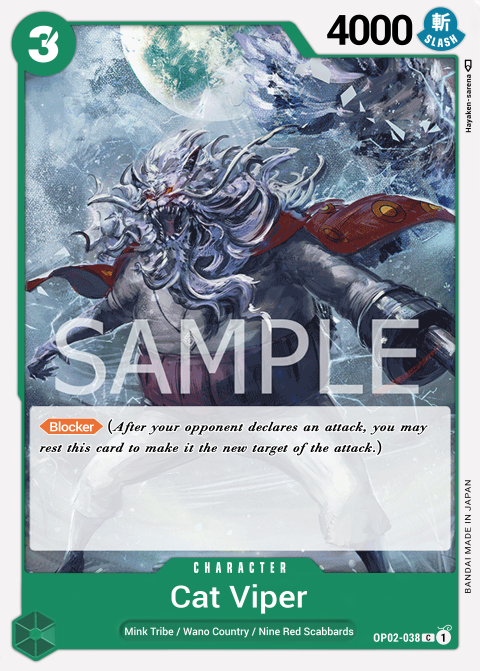 3
4000
斬
SLASH
Hayaken-sarena
SAMPLE
Blocker (After your opponent declares an attack, you may
rest this card to make it the new target of the attack.)
BANDAI MADE IN JAPAN
CHARACTER
Cat Viper
Mink Tribe / Wano Country / Nine Red Scabbards
OP02-038 C 1